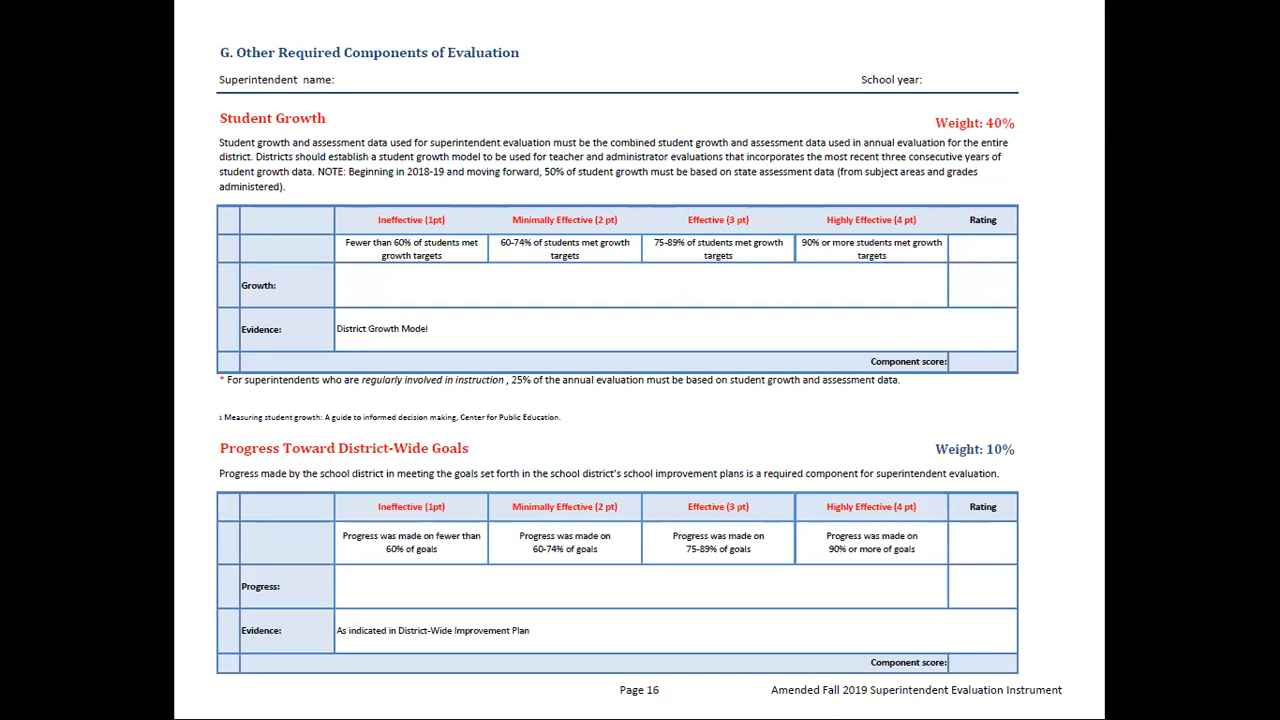 G. Other Required Components of Evaluation
Superintendent name: School year:
Student Growth Weight: 40%
Student growth and assessment data used for superintendent evaluation must be the combined student growth and assessment data used in annual evaluation for the entire
district. Districts should establish a student growth model to be used for teacher and administrator evaluations that incorporates the most recent three consecutive years of
student growth data. NOTE: Beginning in 2018-19 and moving forward, 50% of student growth must be based on state assessment data (from subject areas and grades
administered).
Ineffective (1pt) Minimally Effective (2 pt) Effective (3 pt) Highly Effective (4 pt) Rating
Fewer than 60% of students met 60-74% of students met growth 75-89% of students met growth 90% or more students met growth
growth targets targets targets targets
Growth:
Evidence: District Growth Model
Component score:
* For superintendents who are regularly involved in instruction , 25% of the annual evaluation must be based on student growth and assessment data.
1 Measuring student growth: A guide to informed decision making, Center for Public Education.
Progress Toward District-Wide Goals Weight: 10%
Progress made by the school district in meeting the goals set forth in the school district's school improvement plans is a required component for superintendent evaluation.
Ineffective (1pt) Minimally Effective (2 pt) Effective (3 pt) Highly Effective (4 pt) Rating
Progress was made on fewer than Progress was made on Progress was made on Progress was made on
60% of goals 60-74% of goals 75-89% of goals 90% or more of goals
Progress:
Evidence: As indicated in District-Wide Improvement Plan
Component score:
Page 16 Amended Fall 2019 Superintendent Evaluation Instrument